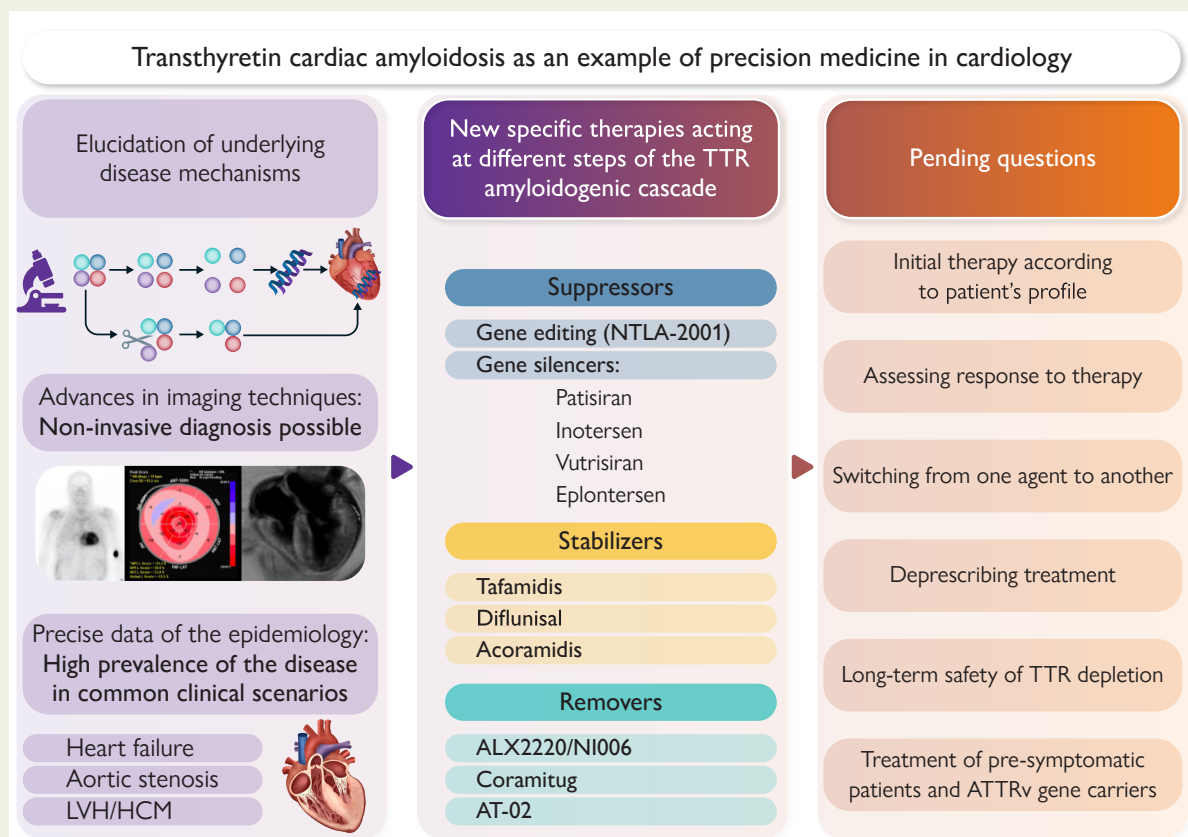 Transthyretin cardiac amyloidosis as an example of precision medicine in cardiology
Elucidation of underlying
disease mechanisms
Advances in imaging techniques:
Non-invasive diagnosis possible
Precise data of the epidemiology:
High prevalence of the disease
in common clinical scenarios
Heart failure
Aortic stenosis
LVH/HCM
New specific therapies acting
at different steps of the TTR
amyloidogenic cascade
Suppressors
Gene editing (NTLA-2001)
Gene silencers:
Patisiran
Inotersen
Vutrisiran
Eplontersen
Stabilizers
Tafamidis
Diflunisal
Acoramidis
Removers
ALX2220/NI006
Coramitug
AT-02
Pending questions
Initial therapy according
to patient's profile
Assessing response to therapy
Switching from one agent to another
Deprescribing treatment
Long-term safety of TTR depletion
Treatment of pre-symptomatic
patients and ATTRv gene carriers